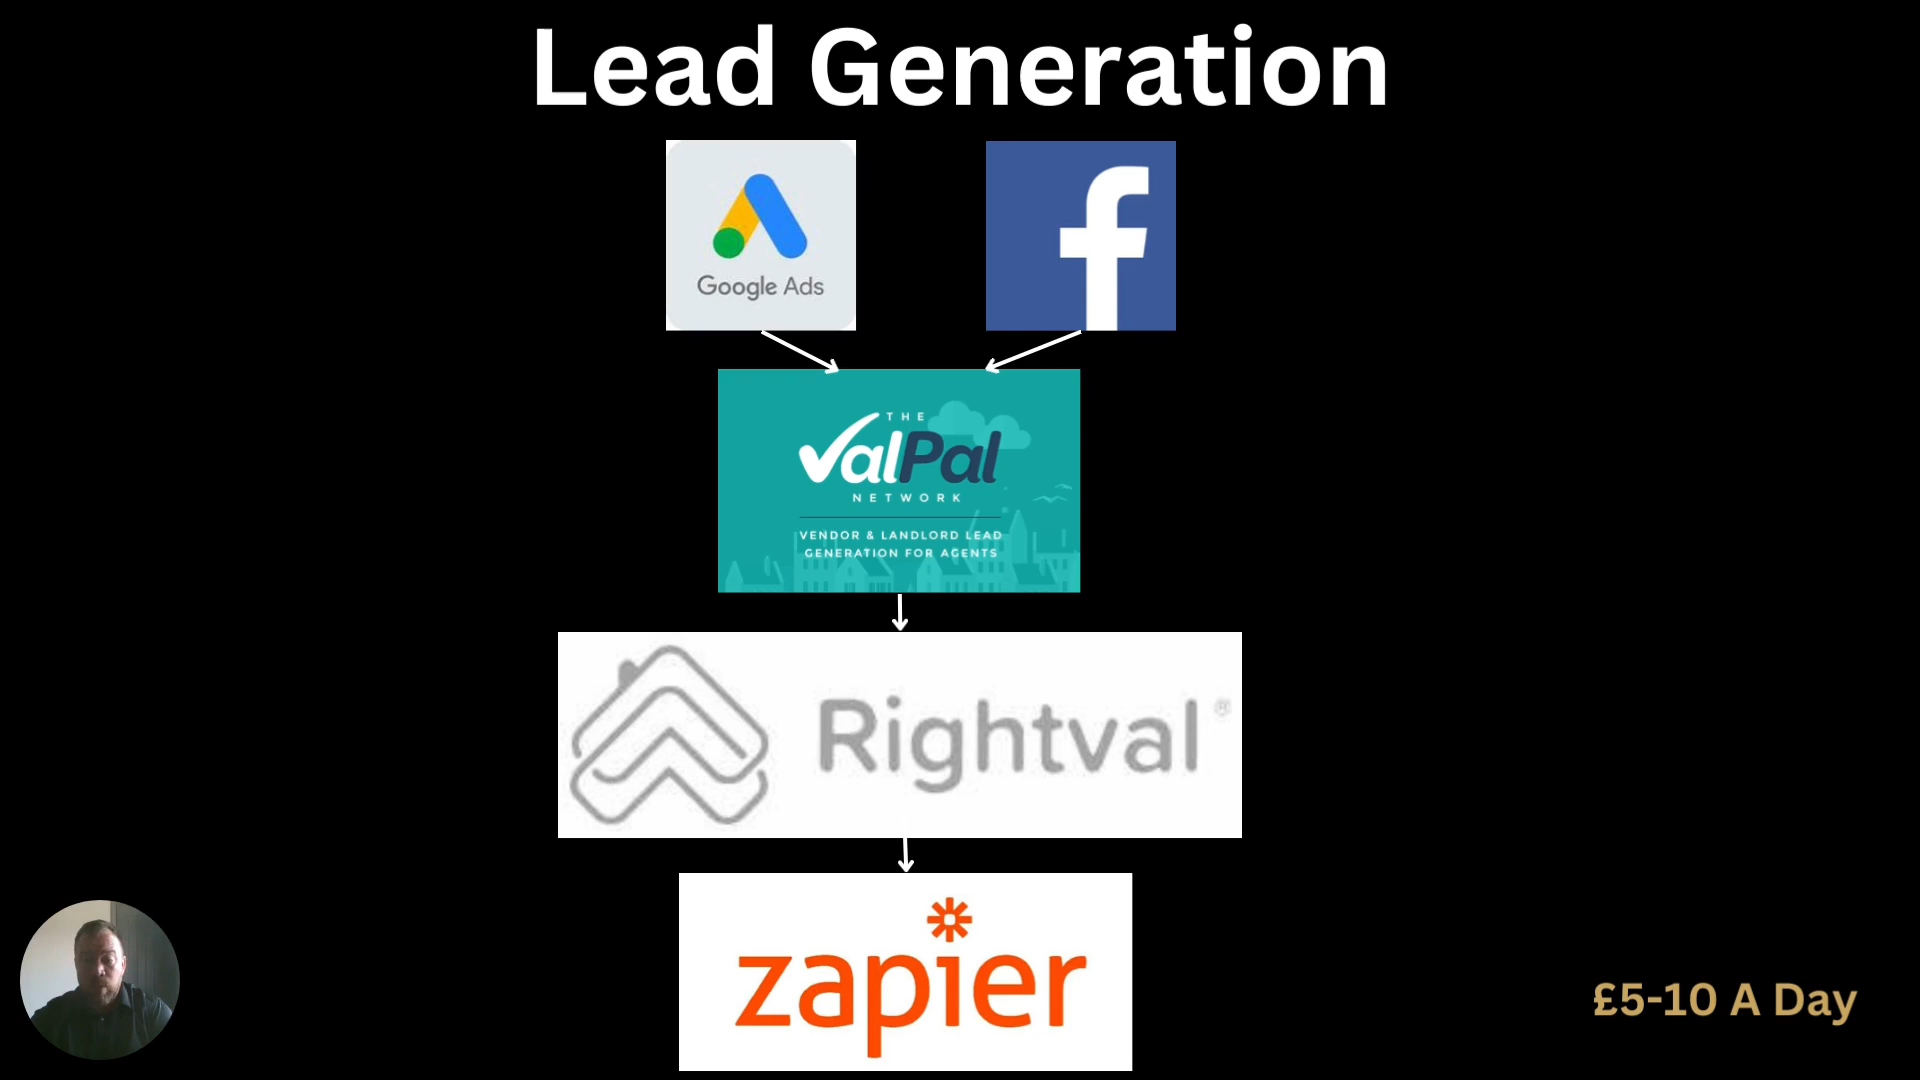 Lead Generation
Google Ads
f
THE
ValPal
NETWORK
VENDOR & LANDLORD LEAD
GENERATION FOR AGENTS
Rightval®
zapier
£5-10 A Day